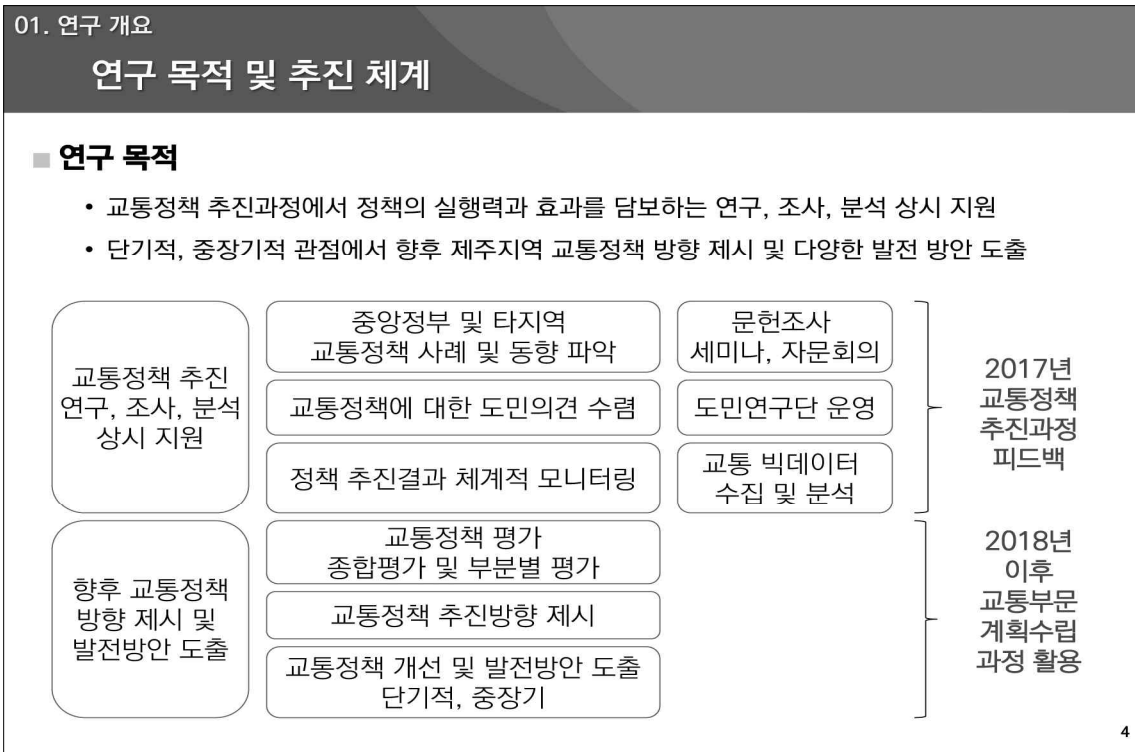 01. 연구 개요
연구 목적 및 추진 체계
연구 목적
• 교통정책 추진과정에서 정책의 실행력과 효과를 담보하는 연구, 조사, 분석 상시 지원
• 단기적, 중장기적 관점에서 향후 제주지역 교통정책 방향 제시 및 다양한 발전 방안 도출
교통정책 추진
연구, 조사, 분석
상시 지원
중앙정부 및 타지역
교통정책 사례 및 동향 파악
문헌조사
세미나, 자문회의
교통정책에 대한 도민의견 수렴
도민연구단 운영
정책 추진결과 체계적 모니터링
교통 빅데이터
수집 및 분석
2017년
교통정책
추진과정
피드백
향후 교통정책
방향 제시 및
발전방안 도출
교통정책 평가
종합평가 및 부분별 평가
교통정책 추진방향 제시
교통정책 개선 및 발전방안 도출
단기적, 중장기
2018년
이후
교통부문
계획수립
과정 활용
4